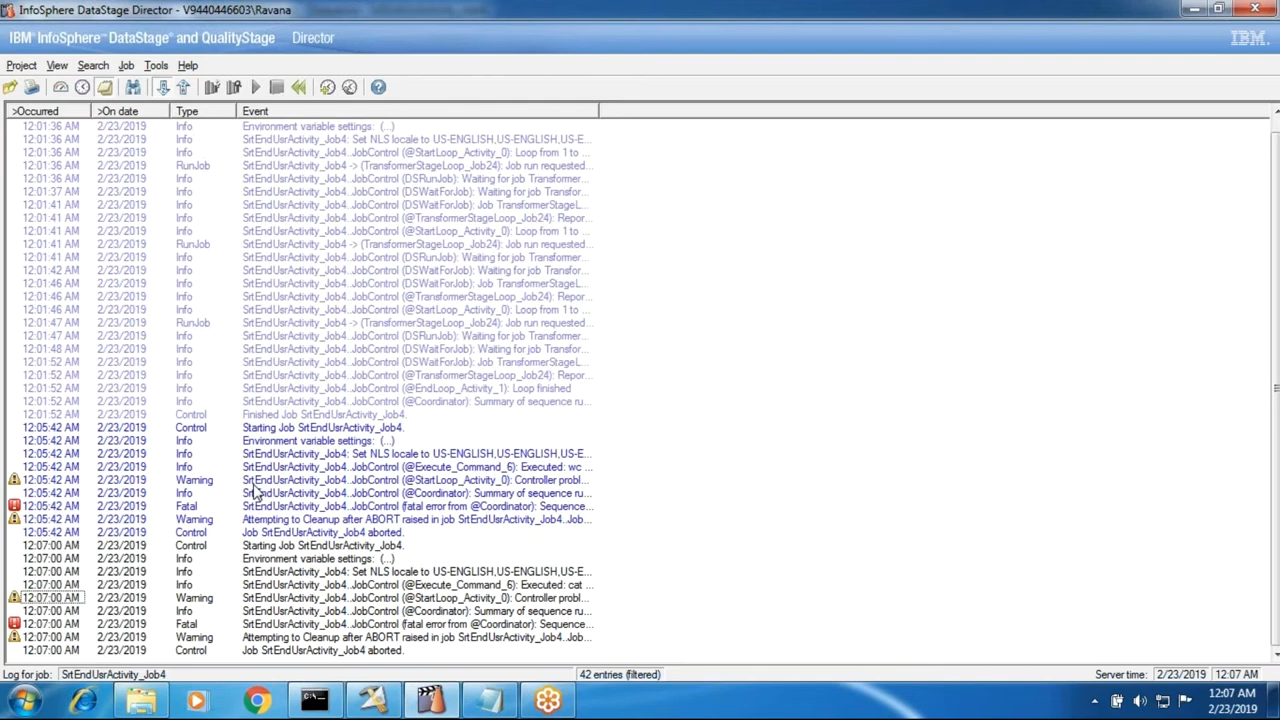 InfoSphere DataStage Director - V9440446603\Ravana
IBM® InfoSphere™ DataStage® and QualityStage Director IBM.
Project View Search Job Tools Help
>Occurred >On date Type Event
12:01:36 AM 2/23/2019 Info Environment variable settings: (...)
12:01:36 AM 2/23/2019 Info SrtEndUsrActivity_Job4: Set NLS locale to US-ENGLISH,US-ENGLISH,US-E...
12:01:36 AM 2/23/2019 Info SrtEndUsrActivity_Job4..JobControl (@StartLoop_Activity_0): Loop from 1 to ...
12:01:36 AM 2/23/2019 RunJob SrtEndUsrActivity_Job4 -> (TransformerStageLoop_Job24): Job run requested...
12:01:36 AM 2/23/2019 Info SrtEndUsrActivity_Job4..JobControl (DSRunJob): Waiting for job Transformer...
12:01:37 AM 2/23/2019 Info SrtEndUsrActivity_Job4..JobControl (DSWaitForJob): Waiting for job Transfor...
12:01:41 AM 2/23/2019 Info SrtEndUsrActivity_Job4..JobControl (DSWaitForJob): Job TransformerStageL...
12:01:41 AM 2/23/2019 Info SrtEndUsrActivity_Job4..JobControl (@TransformerStageLoop_Job24): Repor...
12:01:41 AM 2/23/2019 Info SrtEndUsrActivity_Job4..JobControl (@StartLoop_Activity_0): Loop from 1 to ...
12:01:41 AM 2/23/2019 RunJob SrtEndUsrActivity_Job4 -> (TransformerStageLoop_Job24): Job run requested...
12:01:41 AM 2/23/2019 Info SrtEndUsrActivity_Job4..JobControl (DSRunJob): Waiting for job Transformer...
12:01:42 AM 2/23/2019 Info SrtEndUsrActivity_Job4..JobControl (DSWaitForJob): Waiting for job Transfor...
12:01:46 AM 2/23/2019 Info SrtEndUsrActivity_Job4..JobControl (DSWaitForJob): Job TransformerStageL...
12:01:46 AM 2/23/2019 Info SrtEndUsrActivity_Job4..JobControl (@TransformerStageLoop_Job24): Repor...
12:01:46 AM 2/23/2019 Info SrtEndUsrActivity_Job4..JobControl (@StartLoop_Activity_0): Loop from 1 to ...
12:01:47 AM 2/23/2019 RunJob SrtEndUsrActivity_Job4 -> (TransformerStageLoop_Job24): Job run requested...
12:01:47 AM 2/23/2019 Info SrtEndUsrActivity_Job4..JobControl (DSRunJob): Waiting for job Transformer...
12:01:48 AM 2/23/2019 Info SrtEndUsrActivity_Job4..JobControl (DSWaitForJob): Waiting for job Transfor...
12:01:52 AM 2/23/2019 Info SrtEndUsrActivity_Job4..JobControl (DSWaitForJob): Job TransformerStageL...
12:01:52 AM 2/23/2019 Info SrtEndUsrActivity_Job4..JobControl (@TransformerStageLoop_Job24): Repor...
12:01:52 AM 2/23/2019 Info SrtEndUsrActivity_Job4..JobControl (@EndLoop_Activity_1): Loop finished
12:01:52 AM 2/23/2019 Info SrtEndUsrActivity_Job4..JobControl (@Coordinator): Summary of sequence ru...
12:01:52 AM 2/23/2019 Control Finished Job SrtEndUsrActivity_Job4.
12:05:42 AM 2/23/2019 Control Starting Job SrtEndUsrActivity_Job4.
12:05:42 AM 2/23/2019 Info Environment variable settings: (...)
12:05:42 AM 2/23/2019 Info SrtEndUsrActivity_Job4: Set NLS locale to US-ENGLISH,US-ENGLISH,US-E...
12:05:42 AM 2/23/2019 Info SrtEndUsrActivity_Job4..JobControl (@Execute_Command_6): Executed: wc ...
12:05:42 AM 2/23/2019 Warning SrtEndUsrActivity_Job4..JobControl (@StartLoop_Activity_0): Controller probl...
12:05:42 AM 2/23/2019 Info SrtEndUsrActivity_Job4..JobControl (@Coordinator): Summary of sequence ru...
12:05:42 AM 2/23/2019 Fatal SrtEndUsrActivity_Job4..JobControl (fatal error from @Coordinator): Sequence...
12:05:42 AM 2/23/2019 Warning Attempting to Cleanup after ABORT raised in job SrtEndUsrActivity_Job4..Job...
12:05:42 AM 2/23/2019 Control Job SrtEndUsrActivity_Job4 aborted.
12:07:00 AM 2/23/2019 Control Starting Job SrtEndUsrActivity_Job4.
12:07:00 AM 2/23/2019 Info Environment variable settings: (...)
12:07:00 AM 2/23/2019 Info SrtEndUsrActivity_Job4: Set NLS locale to US-ENGLISH,US-ENGLISH,US-E...
12:07:00 AM 2/23/2019 Info SrtEndUsrActivity_Job4..JobControl (@Execute_Command_6): Executed: cat ...
12:07:00 AM 2/23/2019 Warning SrtEndUsrActivity_Job4..JobControl (@StartLoop_Activity_0): Controller probl...
12:07:00 AM 2/23/2019 Info SrtEndUsrActivity_Job4..JobControl (@Coordinator): Summary of sequence ru...
12:07:00 AM 2/23/2019 Fatal SrtEndUsrActivity_Job4..JobControl (fatal error from @Coordinator): Sequence...
12:07:00 AM 2/23/2019 Warning Attempting to Cleanup after ABORT raised in job SrtEndUsrActivity_Job4..Job...
12:07:00 AM 2/23/2019 Control Job SrtEndUsrActivity_Job4 aborted.
Log for job: SrtEndUsrActivity_Job4 42 entries (filtered) Server time: 2/23/2019 12:07 AM
12:07 AM
2/23/2019